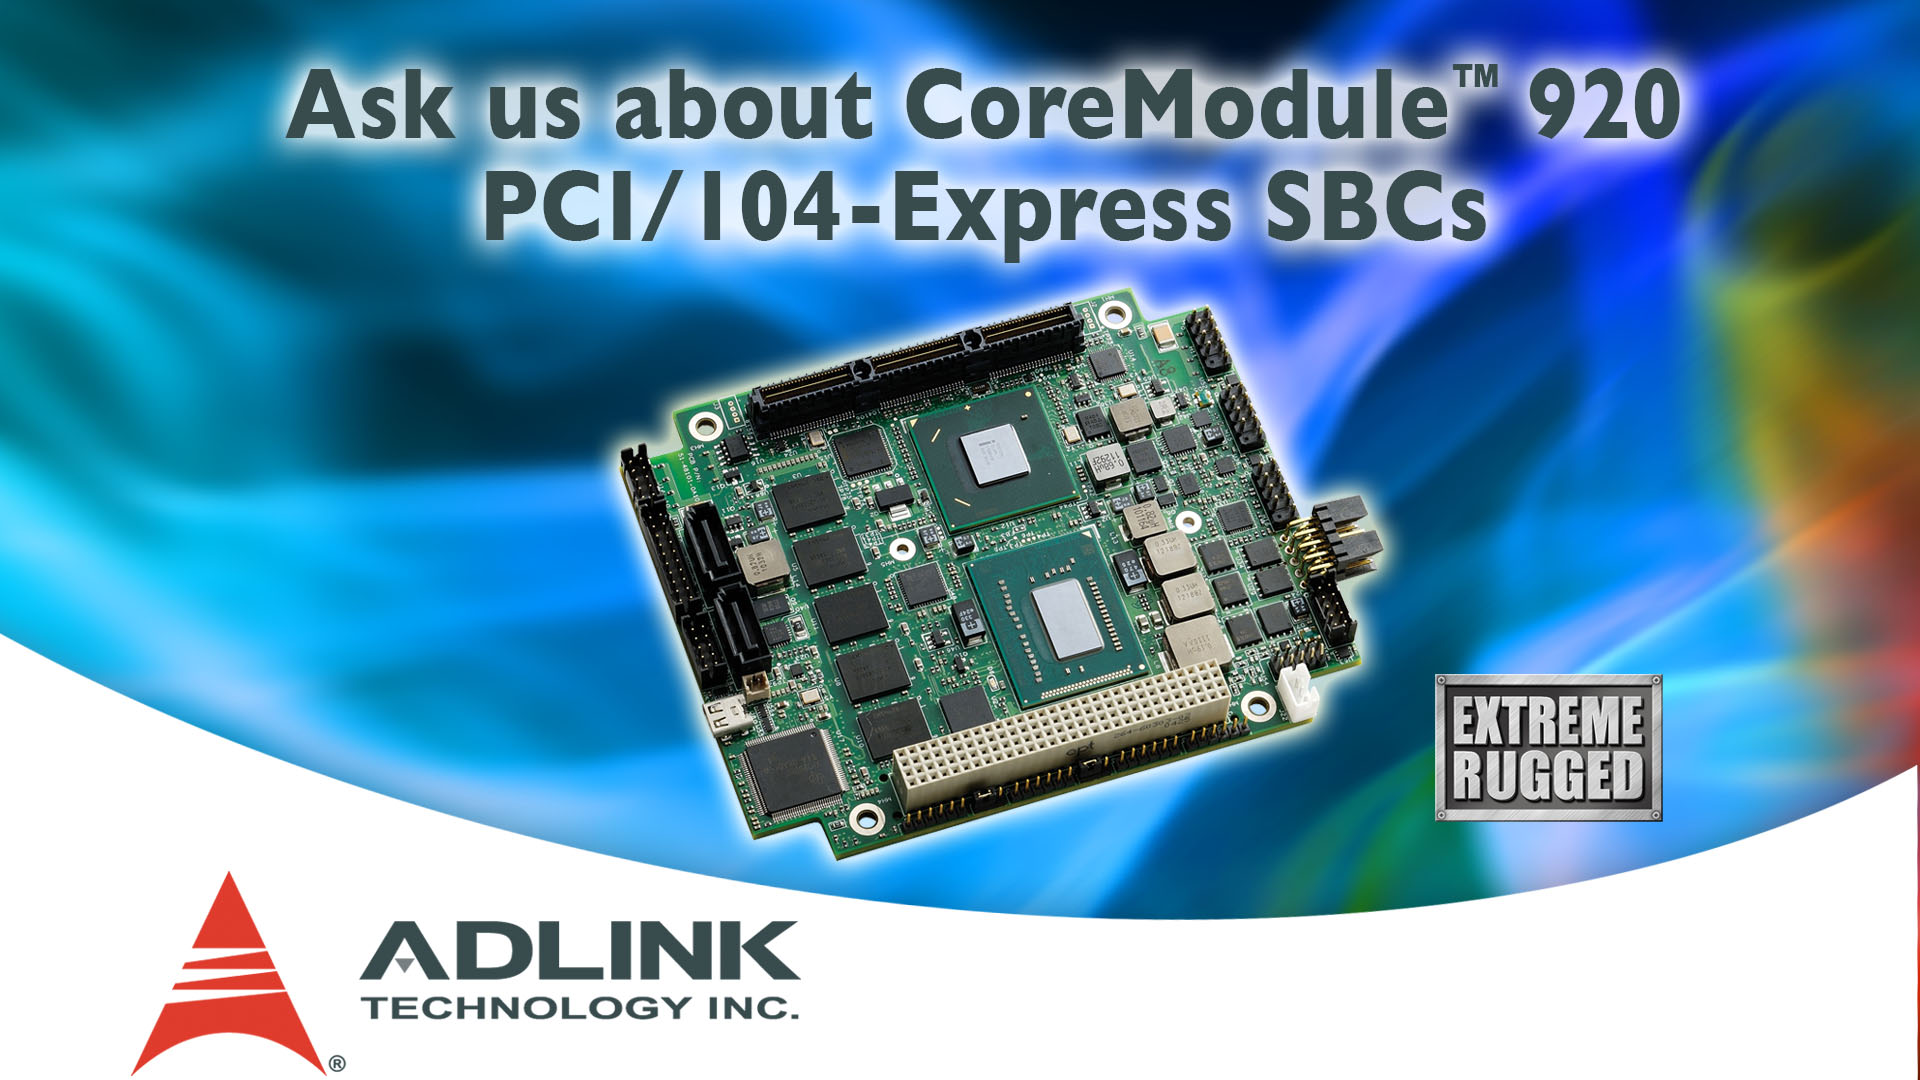 Ask us about CoreModule™ 920
PCI/104-Express SBCs
EXTREME
RUGGED
ADLINK
TECHNOLOGY INC.
®